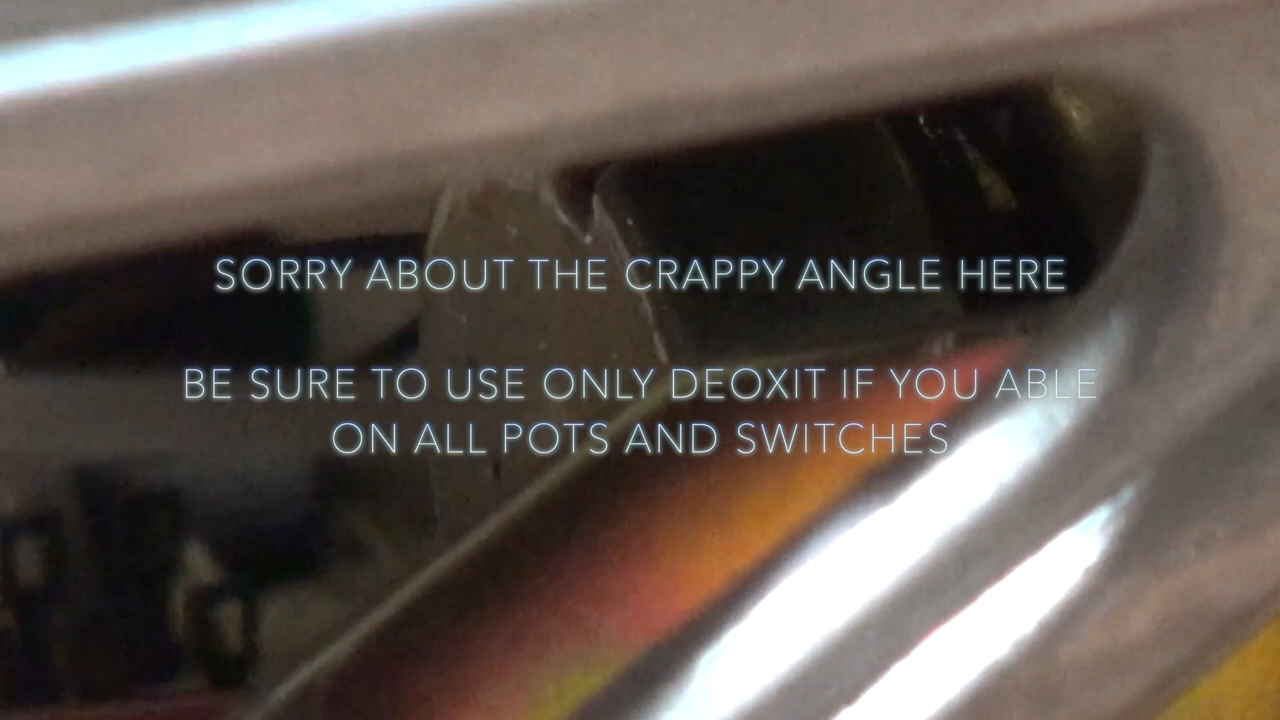 SORRY ABOUT THE CRAPPY ANGLE HERE
BE SURE TO USE ONLY DEOXIT IF YOU ABLE
ON ALL POTS AND SWITCHES